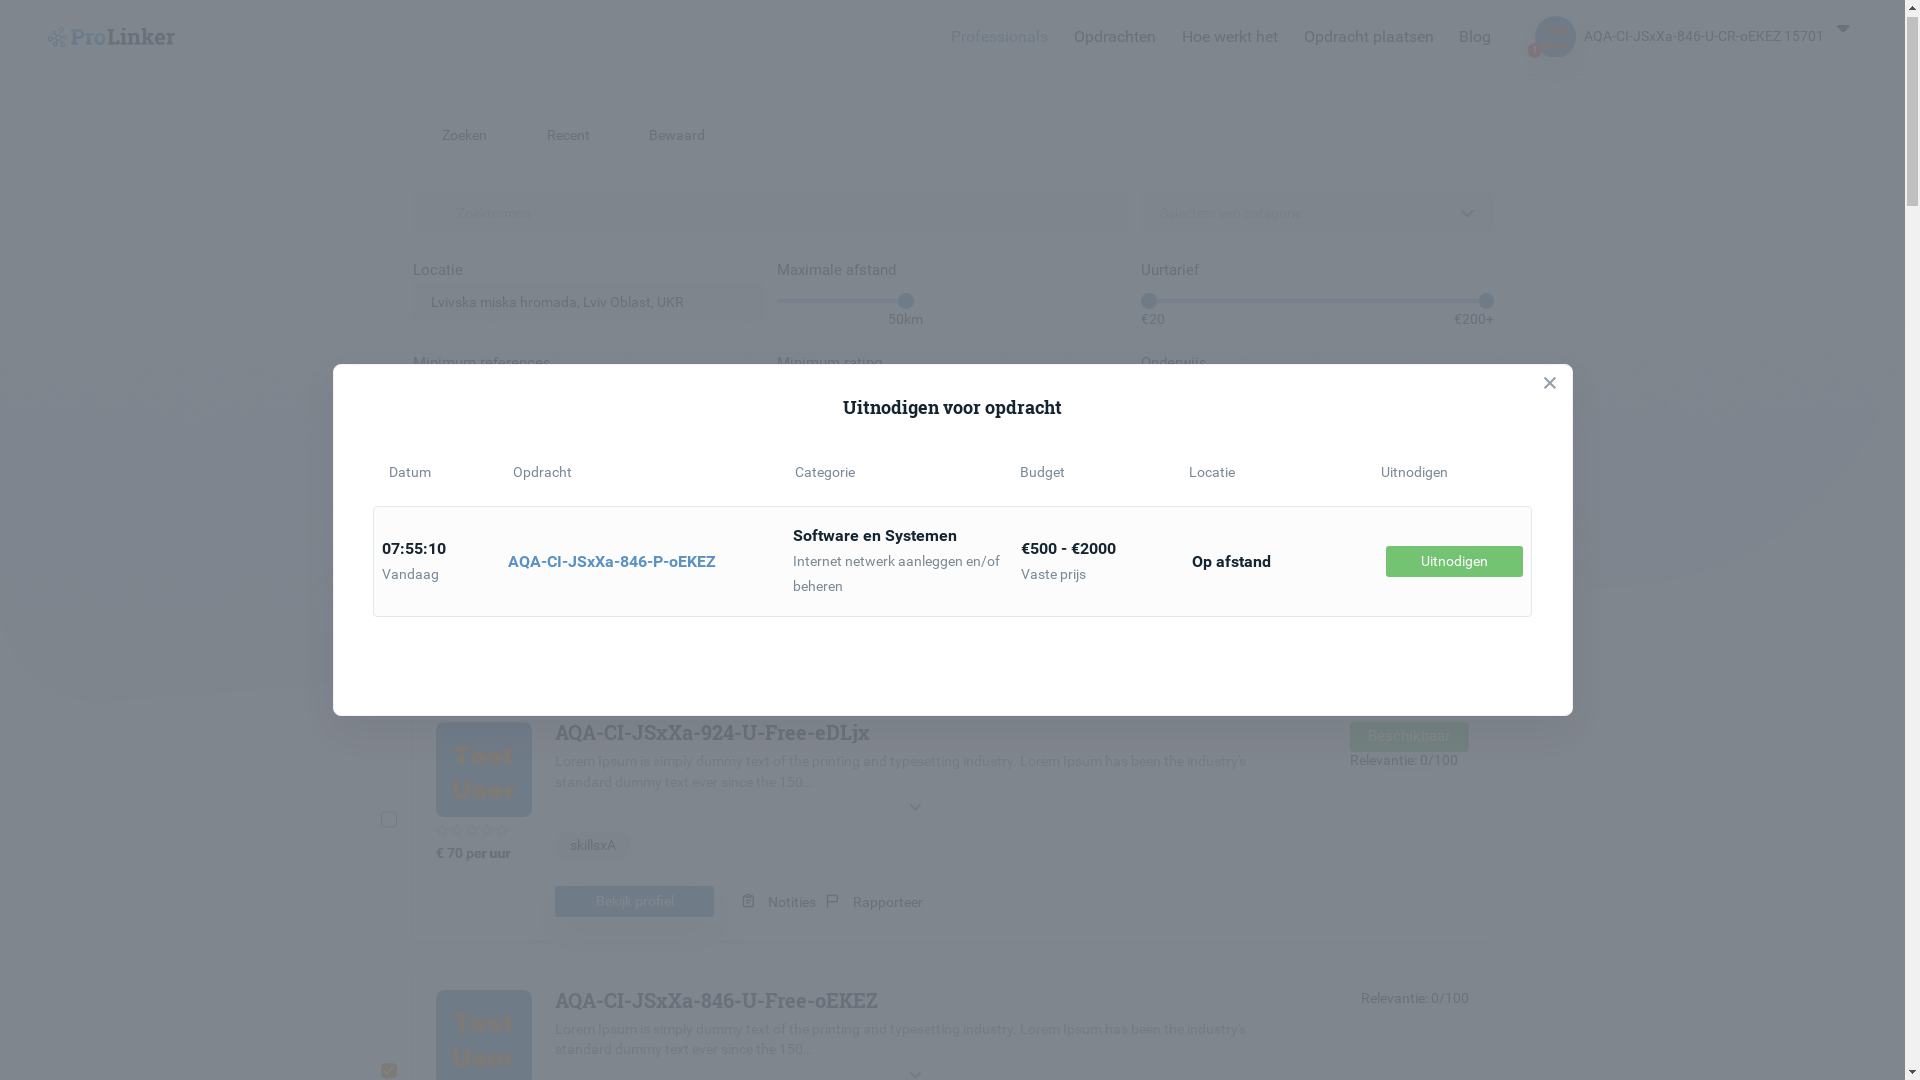 ProLinker
Professionals Opdrachten Hoe werkt het Opdracht plaatsen Blog 1 AQA-CI-JSxXa-846-U-CR-oEKEZ 15701
Zoeken Recent Bewaard
Zoektermen Selecteer een categorie
Locatie Maximale afstand Uurtarief
Lvivska miska hromada, Lviv Oblast, UKR
50km €20 €200+
Minimum references Minimum rating Onderwijs
Uitnodigen voor opdracht
Datum Opdracht Categorie Budget Locatie Uitnodigen
07:55:10
Vandaag
AQA-CI-JSxXa-846-P-oEKEZ
Software en Systemen
Internet netwerk aanleggen en/of
beheren
€500 - €2000
Vaste prijs
Op afstand
Uitnodigen
Test
User
AQA-CI-JSxXa-924-U-Free-eDLjx
Beschikbaar
Lorem Ipsum is simply dummy text of the printing and typesetting industry. Lorem Ipsum has been the industry's
standard dummy text ever since the 150...
Relevantie: 0/100
€ 70 per uur
skillsxA
Bekijk profiel Notities Rapporteer
Test
User
AQA-CI-JSxXa-846-U-Free-oEKEZ
Relevantie: 0/100
Lorem Ipsum is simply dummy text of the printing and typesetting industry. Lorem Ipsum has been the industry's
standard dummy text ever since the 150...